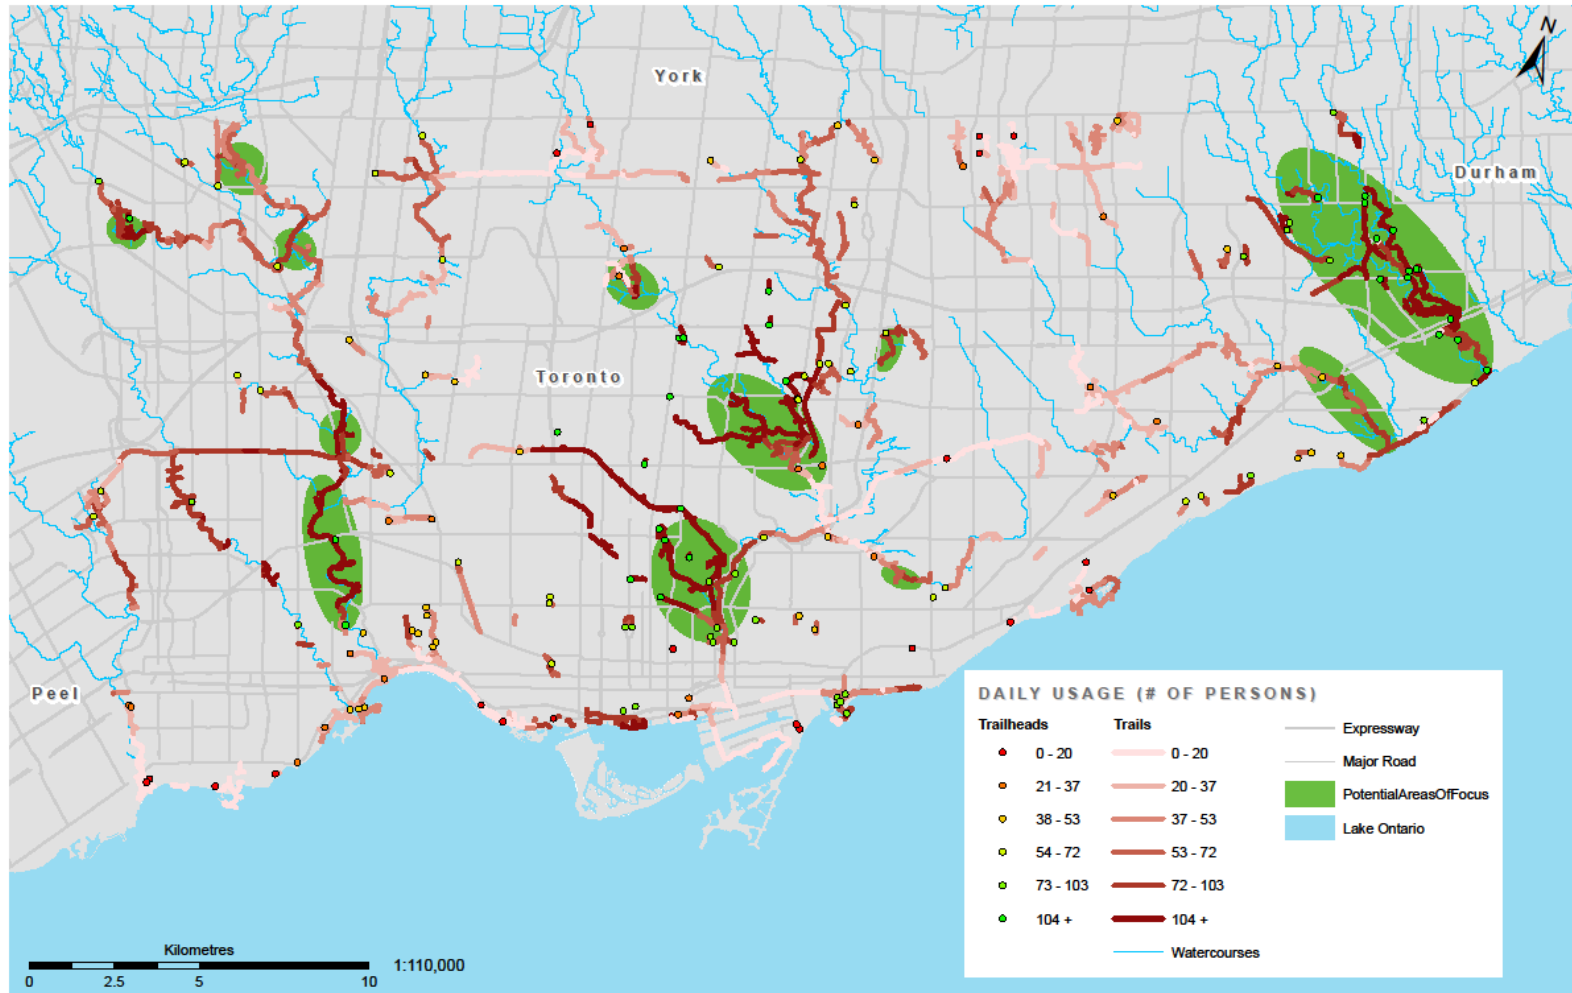 N
York
Durham
Toronto
Peel
DAILY USAGE (# OF PERSONS)
Trailheads Trails
0 - 20 0 - 20 Expressway
21 - 37 20 - 37 Major Road
38 - 53 37 - 53 PotentialAreasOfFocus
54 - 72 53 - 72 Lake Ontario
73 - 103 72 - 103
104 + 104 +
Watercourses
Kilometres
1:110,000
0 2.5 5 10